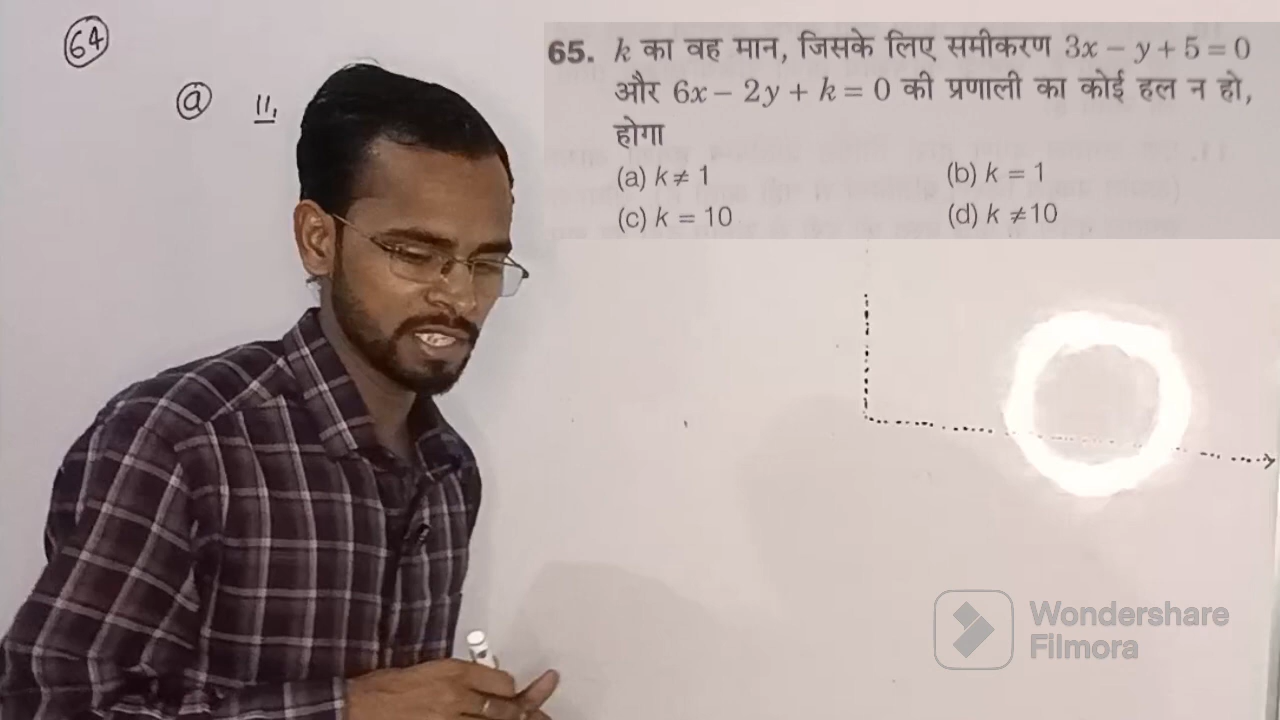 64
a 11,
65. k का वह मान, जिसके लिए समीकरण 3x – y + 5 = 0
और 6x – 2y + k = 0 की प्रणाली का कोई हल न हो,
होगा
(a) k ≠ 1 (b) k = 1
(c) k = 10 (d) k ≠10
Wondershare
Filmora